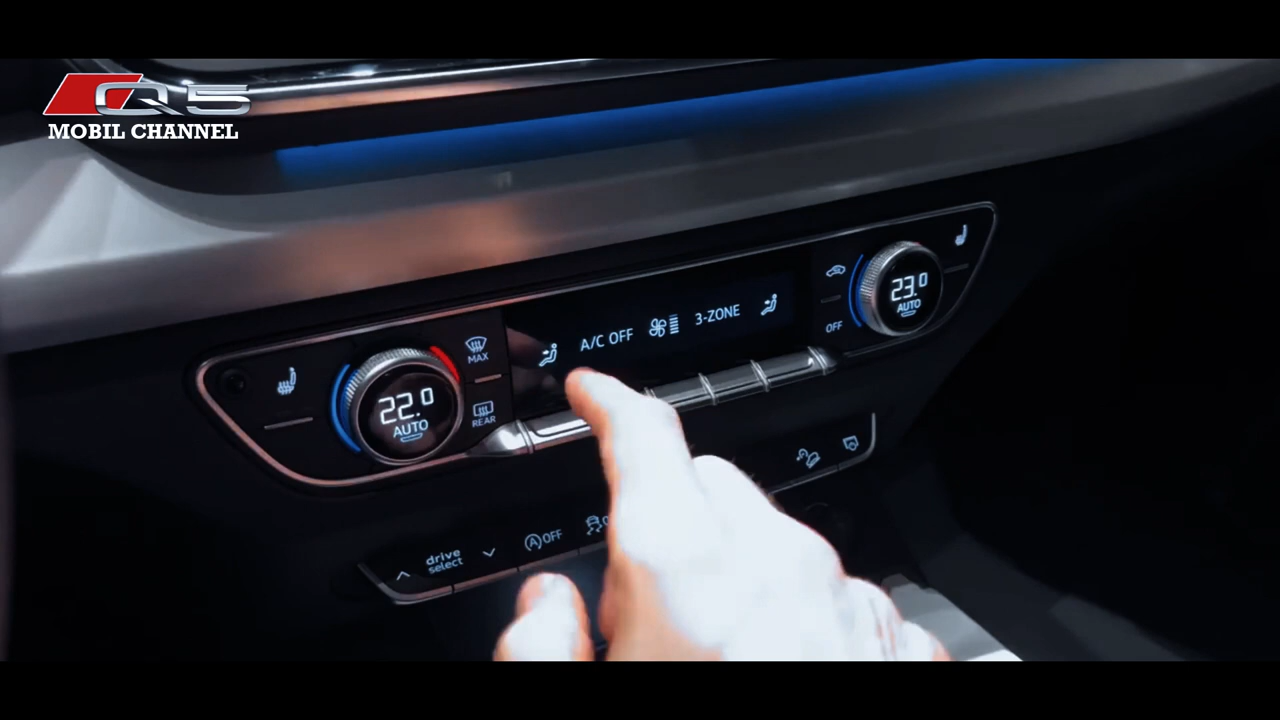 Q5
MOBIL CHANNEL
22.0
AUTO
MAX
REAR
A/C OFF
3-ZONE
OFF
23.0
AUTO
drive
select
A OFF